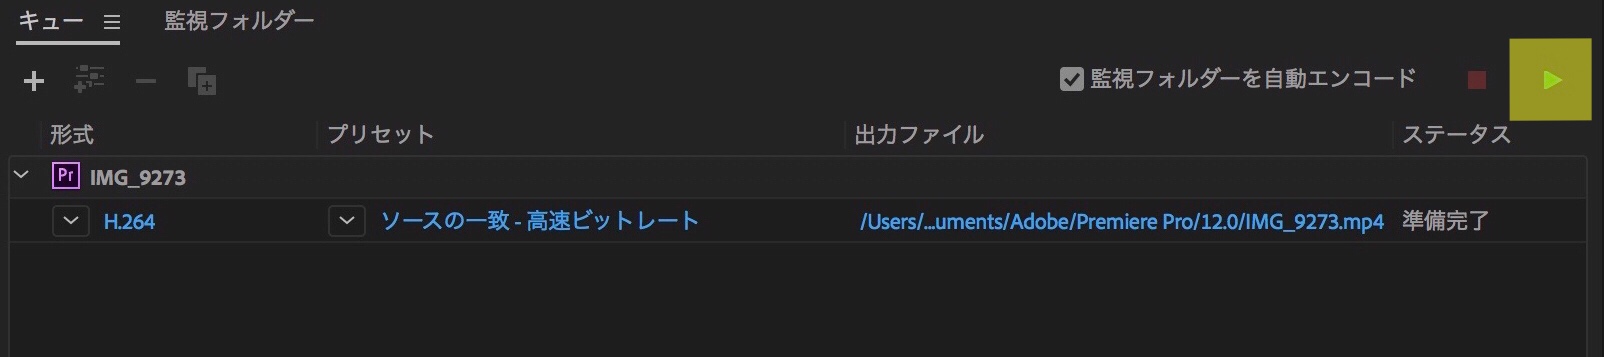 キュー 監視フォルダー
監視フォルダーを自動エンコード
形式 プリセット 出力ファイル ステータス
Pr IMG_9273
H.264 ソースの一致 - 高速ビットレート /Users/...uments/Adobe/Premiere Pro/12.0/IMG_9273.mp4 準備完了